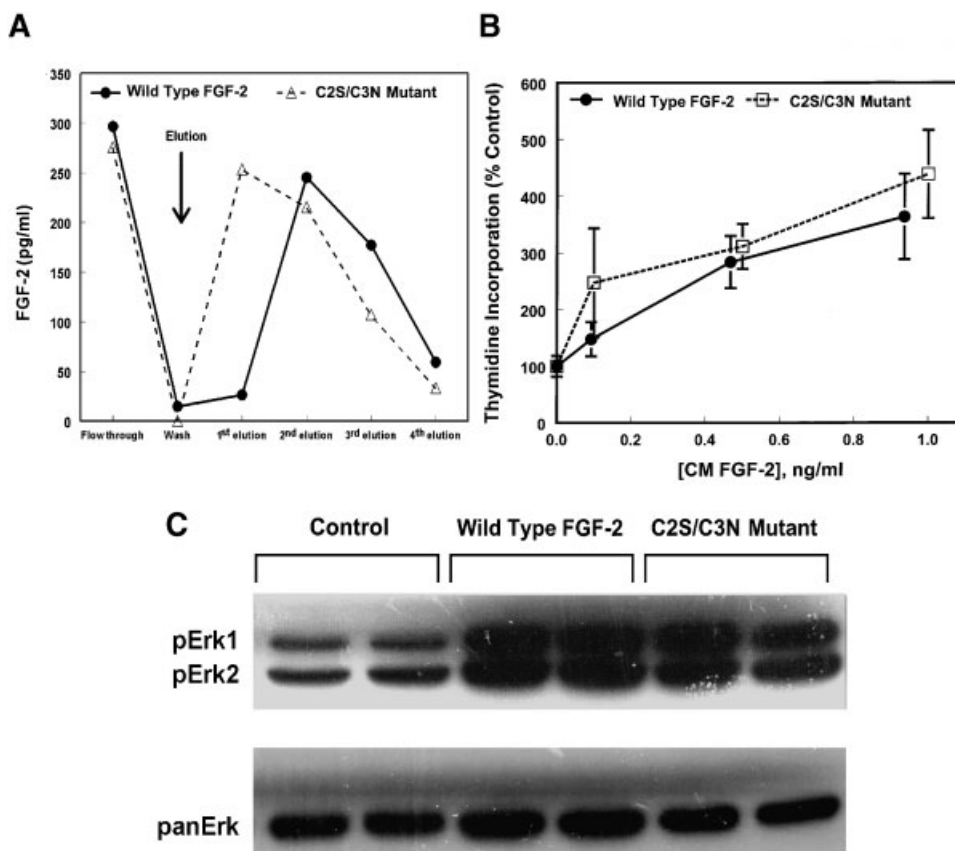 A
FGF-2 (pg/ml)
350
300
250
200
150
100
50
0
Wild Type FGF-2
C2S/C3N Mutant
Elution
Flow through
Wash
1st elution
2nd elution
3rd elution
4th elution
B
Thymidine Incorporation (% Control)
600
500
400
300
200
100
0
Wild Type FGF-2
C2S/C3N Mutant
0.0
0.2
0.4
0.6
0.8
1.0
[CM FGF-2], ng/ml
C
Control
Wild Type FGF-2
C2S/C3N Mutant
pErk1
pErk2
panErk